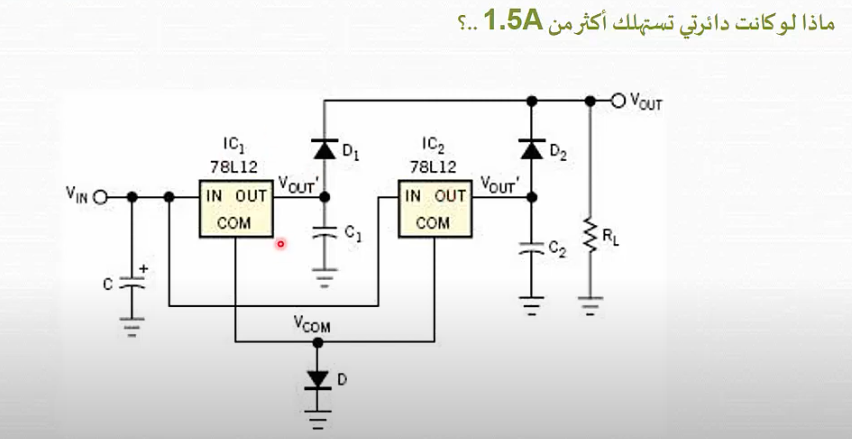 ماذا لو كانت دائرتي تستهلك أكثر من 1.5A ..؟
VOUT
IC1
78L12
D1
IC2
78L12
D2
VIN
IN OUT
COM
VOUT'
C1
IN OUT
COM
VOUT'
C2
RL
C
+
VCOM
D